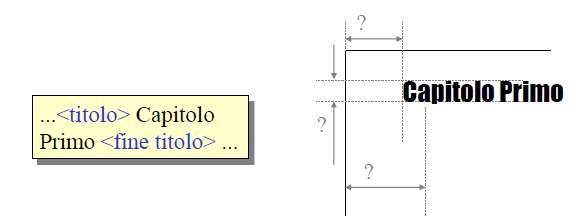 ...<titolo> Capitolo
Primo <fine titolo> ...
?
Capitolo Primo
?
?